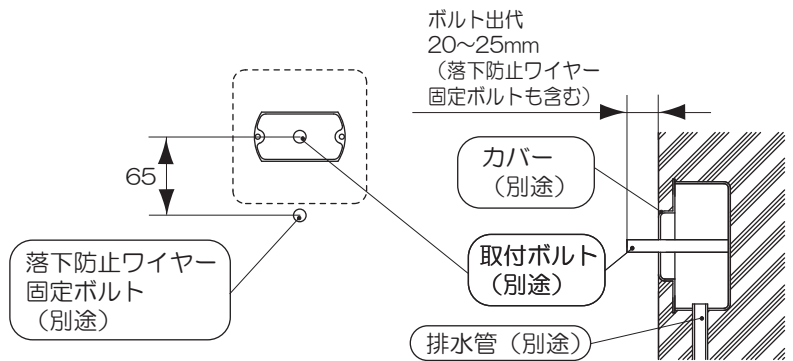 ボルト出代
20〜25mm
（落下防止ワイヤー
固定ボルトも含む）
カバー
（別途）
65
取付ボルト
（別途）
落下防止ワイヤー
固定ボルト
（別途）
排水管（別途）